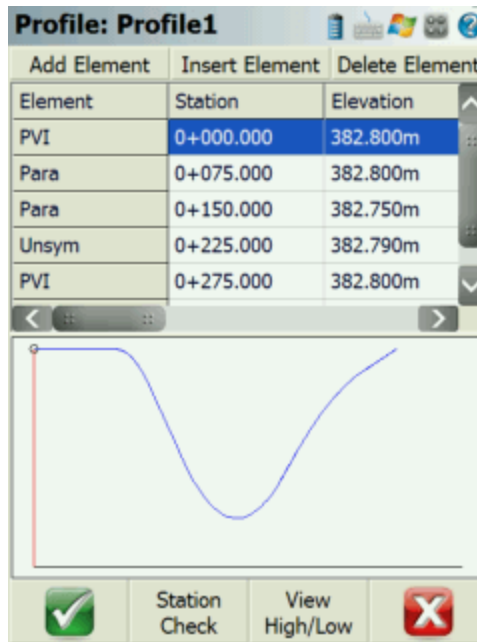 Profile: Profile1
Add Element Insert Element Delete Element
Element Station Elevation
PVI 0+000.000 382.800m
Para 0+075.000 382.800m
Para 0+150.000 382.750m
Unsym 0+225.000 382.790m
PVI 0+275.000 382.800m
Station Check View High/Low